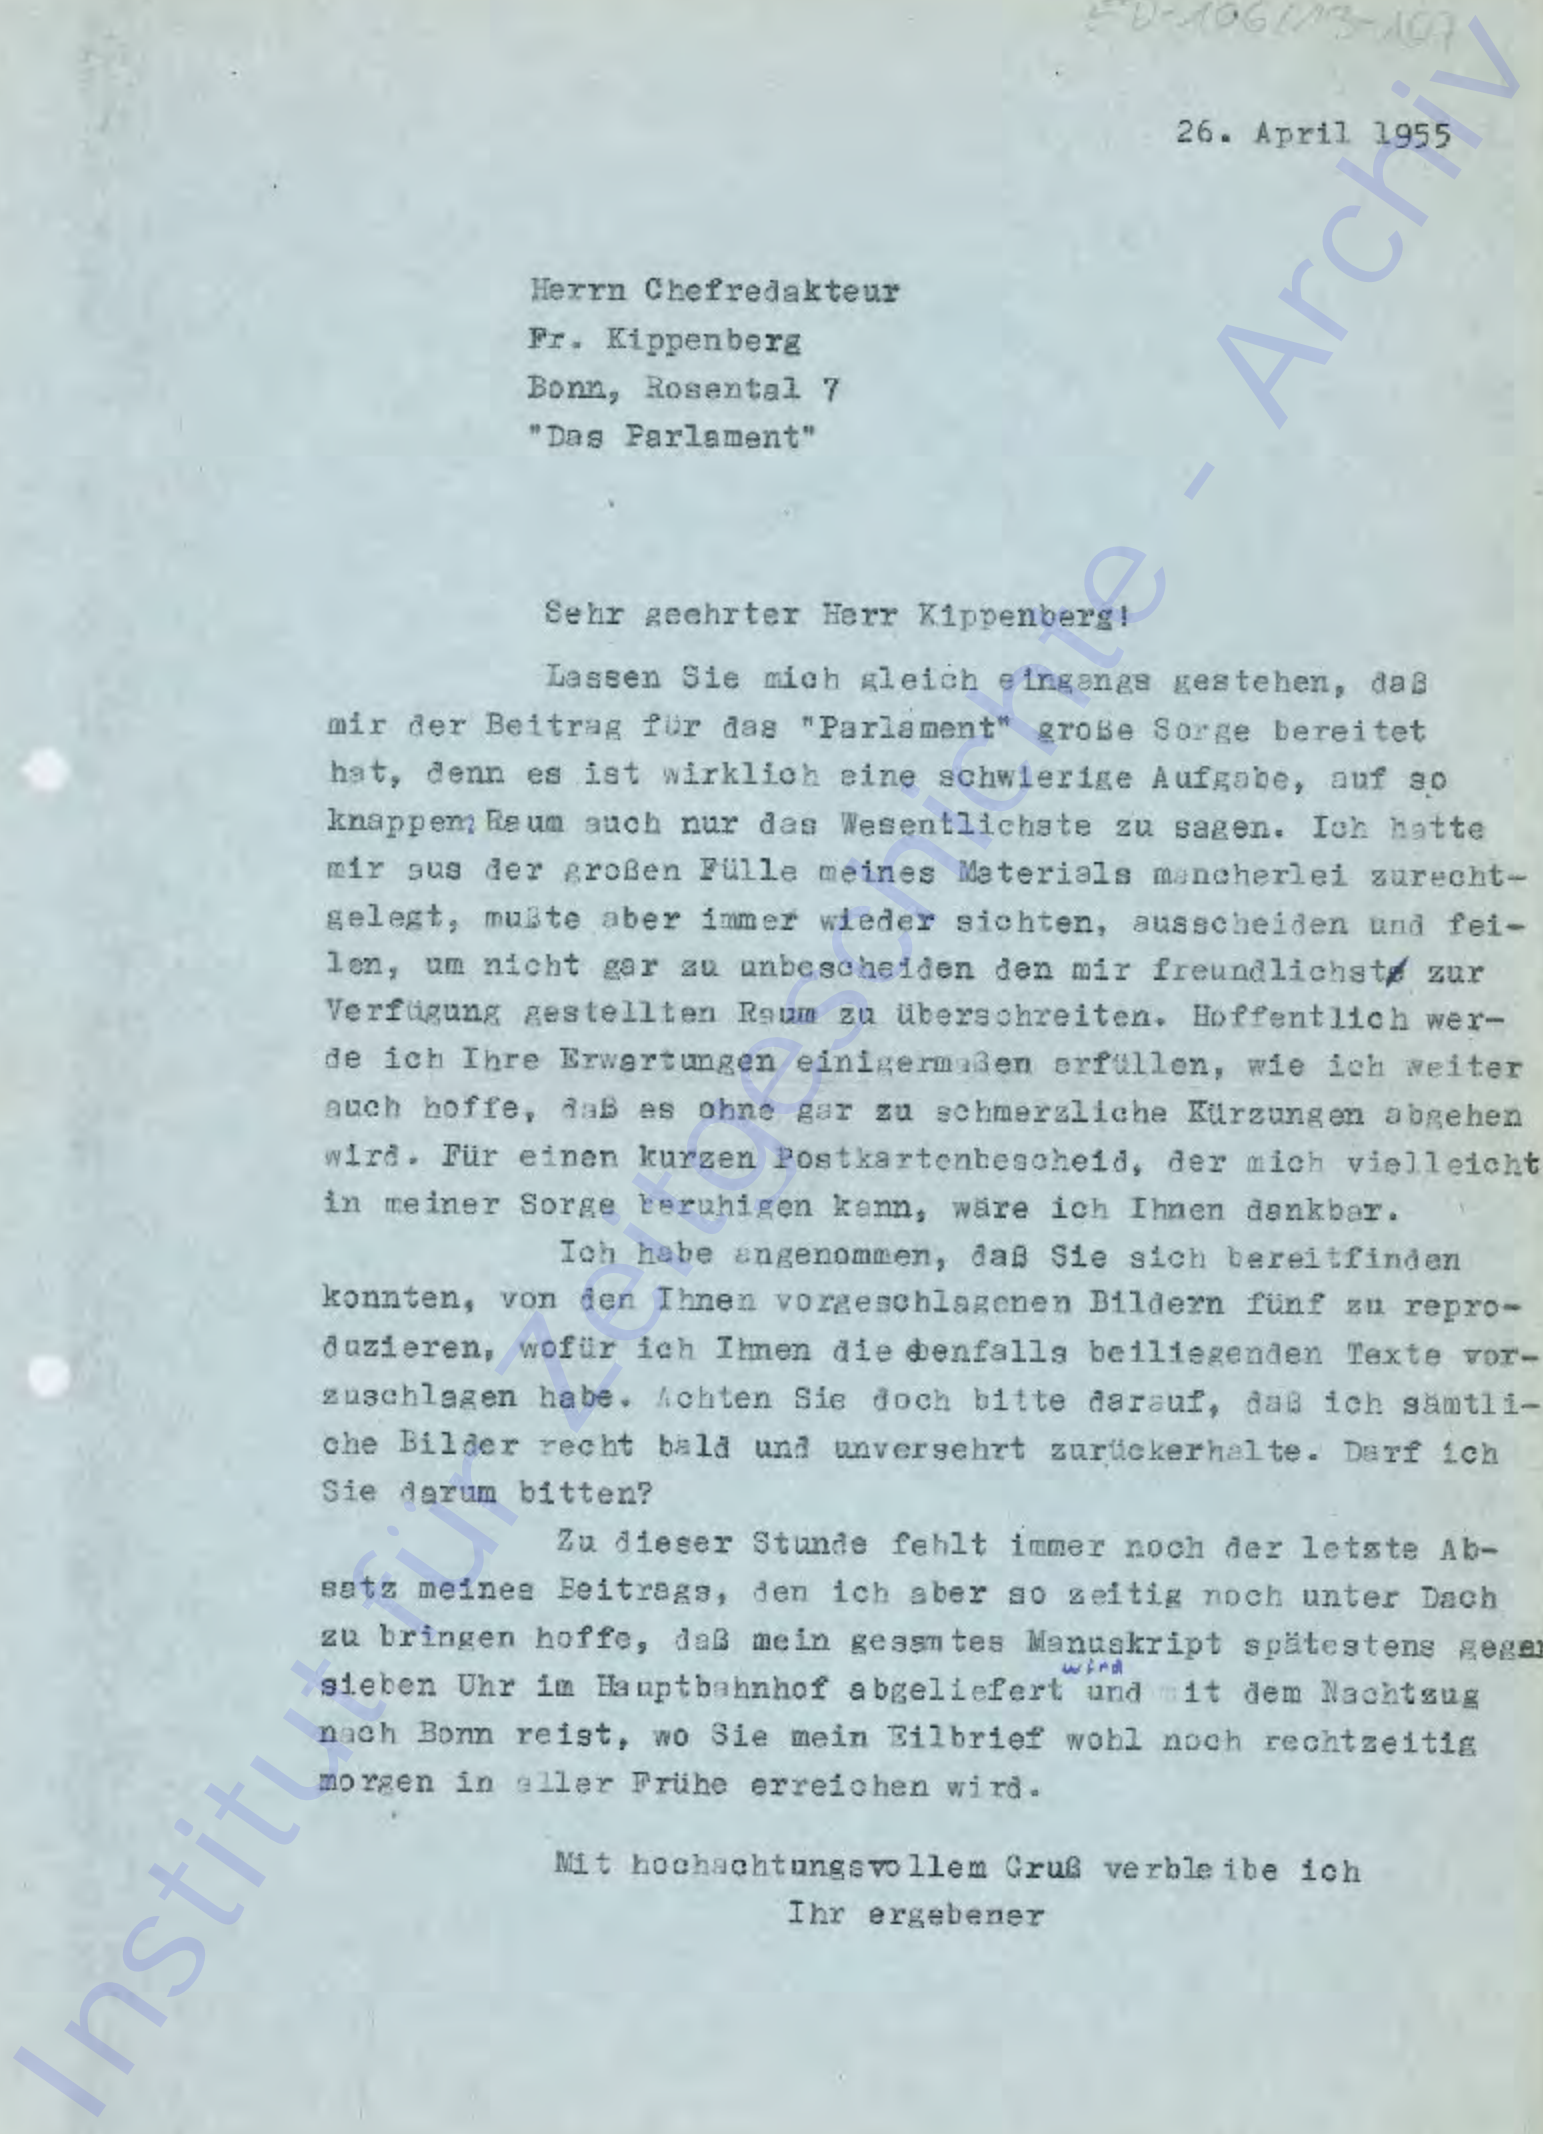 ED-106/13-107
26. April 1955
Herrn Chefredakteur
Fr. Kippenberg
Bonn, Rosental 7
"Das Parlament"
Sehr geehrter Herr Kippenberg!
Lassen Sie mich gleich eingangs gestehen, daß
mir der Beitrag für das "Parlament" große Sorge bereitet
hat, denn es ist wirklich eine schwierige Aufgabe, auf so
knappem Raum auch nur das Wesentlichste zu sagen. Ich hatte
mir aus der großen Fülle meines Materials mancherlei zurecht-
gelegt, mußte aber immer wieder sichten, ausscheiden und fei-
len, um nicht gar zu unbescheiden den mir freundlichst zur
Verfügung gestellten Raum zu überschreiten. Hoffentlich wer-
de ich Ihre Erwartungen einigermaßen erfüllen, wie ich weiter
auch hoffe, daß es ohne gar zu schmerzliche Kürzungen abgehen
wird. Für einen kurzen Postkartenbescheid, der mich vielleicht
in meiner Sorge beruhigen kann, wäre ich Ihnen dankbar.
Ich habe angenommen, daß Sie sich bereitfinden
konnten, von den Ihnen vorgeschlagenen Bildern fünf zu repro-
duzieren, wofür ich Ihnen die ebenfalls beiliegenden Texte vor-
zuschlagen habe. Achten Sie doch bitte darauf, daß ich sämtli-
che Bilder recht bald und unversehrt zurückerhalte. Darf ich
Sie darum bitten?
Zu dieser Stunde fehlt immer noch der letzte Ab-
satz meines Beitrags, den ich aber so zeitig noch unter Dach
zu bringen hoffe, daß mein gesamtes Manuskript spätestens gegen
sieben Uhr im Hauptbahnhof abgeliefert wird und mit dem Nachtzug
nach Bonn reist, wo Sie mein Eilbrief wohl noch rechtzeitig
morgen in aller Frühe erreichen wird.
Mit hochachtungsvollem Gruß verbleibe ich
Ihr ergebener
Institut für Zeitgeschichte - Archiv